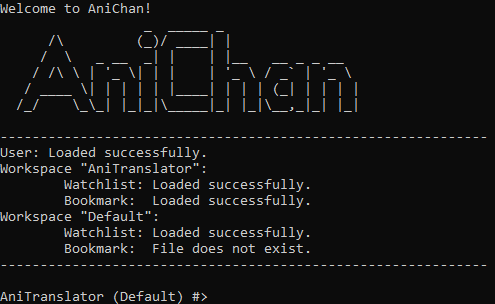 Welcome to AniChan!
AniChan
User: Loaded successfully.
Workspace "AniTranslator":
Watchlist: Loaded successfully.
Bookmark:  Loaded successfully.
Workspace "Default":
Watchlist: Loaded successfully.
Bookmark:  File does not exist.
AniTranslator (Default) #>